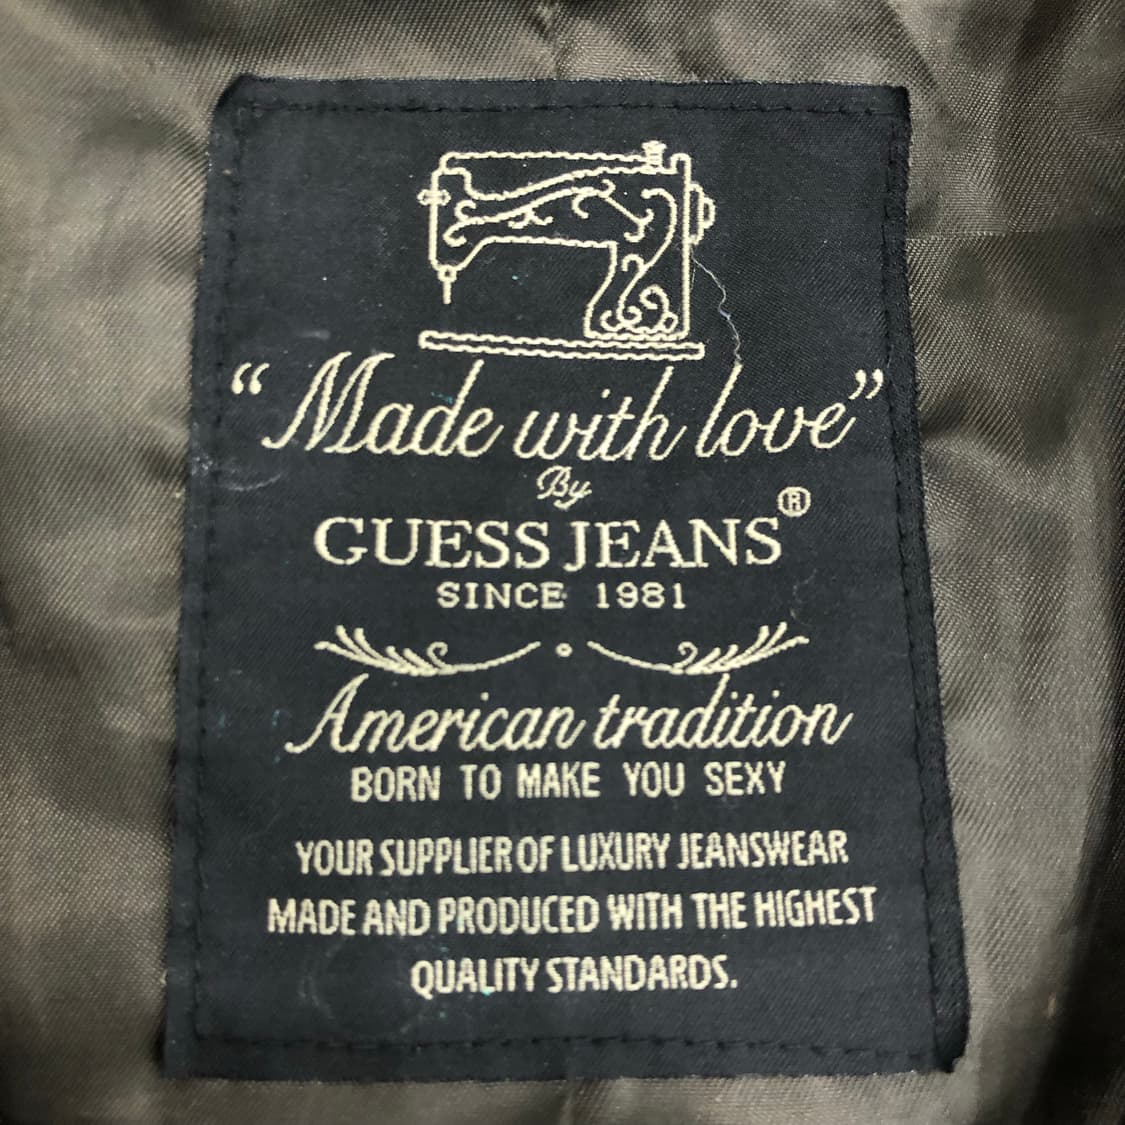 “Made with love”
By
GUESS JEANS®
SINCE 1981
American tradition
BORN TO MAKE YOU SEXY
YOUR SUPPLIER OF LUXURY JEANSWEAR
MADE AND PRODUCED WITH THE HIGHEST
QUALITY STANDARDS.